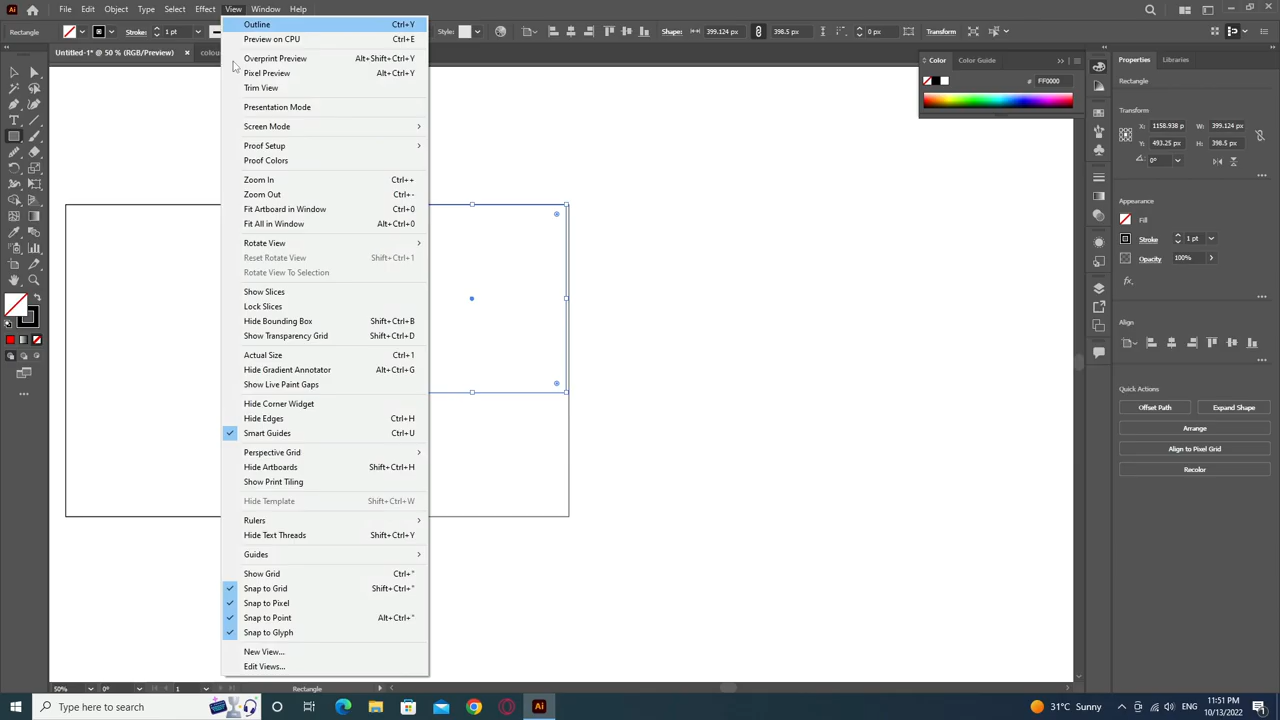 File Edit Object Type Select Effect View Window Help
Rectangle Stroke: 1 pt Style: Shape: 399.124 px 398.5 px 0 px Transform
Untitled-1* @ 50 % (RGB/Preview) × colou
Outline Ctrl+Y
Preview on CPU Ctrl+E
Overprint Preview Alt+Shift+Ctrl+Y
Pixel Preview Alt+Ctrl+Y
Trim View
Presentation Mode
Screen Mode
Proof Setup
Proof Colors
Zoom In Ctrl++
Zoom Out Ctrl+-
Fit Artboard in Window Ctrl+0
Fit All in Window Alt+Ctrl+0
Rotate View
Reset Rotate View Shift+Ctrl+1
Rotate View To Selection
Show Slices
Lock Slices
Hide Bounding Box Shift+Ctrl+B
Show Transparency Grid Shift+Ctrl+D
Actual Size Ctrl+1
Hide Gradient Annotator Alt+Ctrl+G
Show Live Paint Gaps
Hide Corner Widget
Hide Edges Ctrl+H
Smart Guides Ctrl+U
Perspective Grid
Hide Artboards Shift+Ctrl+H
Show Print Tiling
Hide Template Shift+Ctrl+W
Rulers
Hide Text Threads Shift+Ctrl+Y
Guides
Show Grid Ctrl+"
Snap to Grid Shift+Ctrl+"
Snap to Pixel
Snap to Point Alt+Ctrl+"
Snap to Glyph
New View...
Edit Views...
Color Color Guide
# FF0000
Properties Libraries
Rectangle
Transform
X: 1158.938 p W: 399.124 px
Y: 493.25 px H: 398.5 px
0°
Appearance
Fill
Stroke 1 pt
Opacity 100%
fx.
Align
Quick Actions
Offset Path Expand Shape
Arrange
Align to Pixel Grid
Recolor
50% 0° 1 Rectangle
Type here to search
Ai
31°C Sunny
11:51 PM
10/13/2022